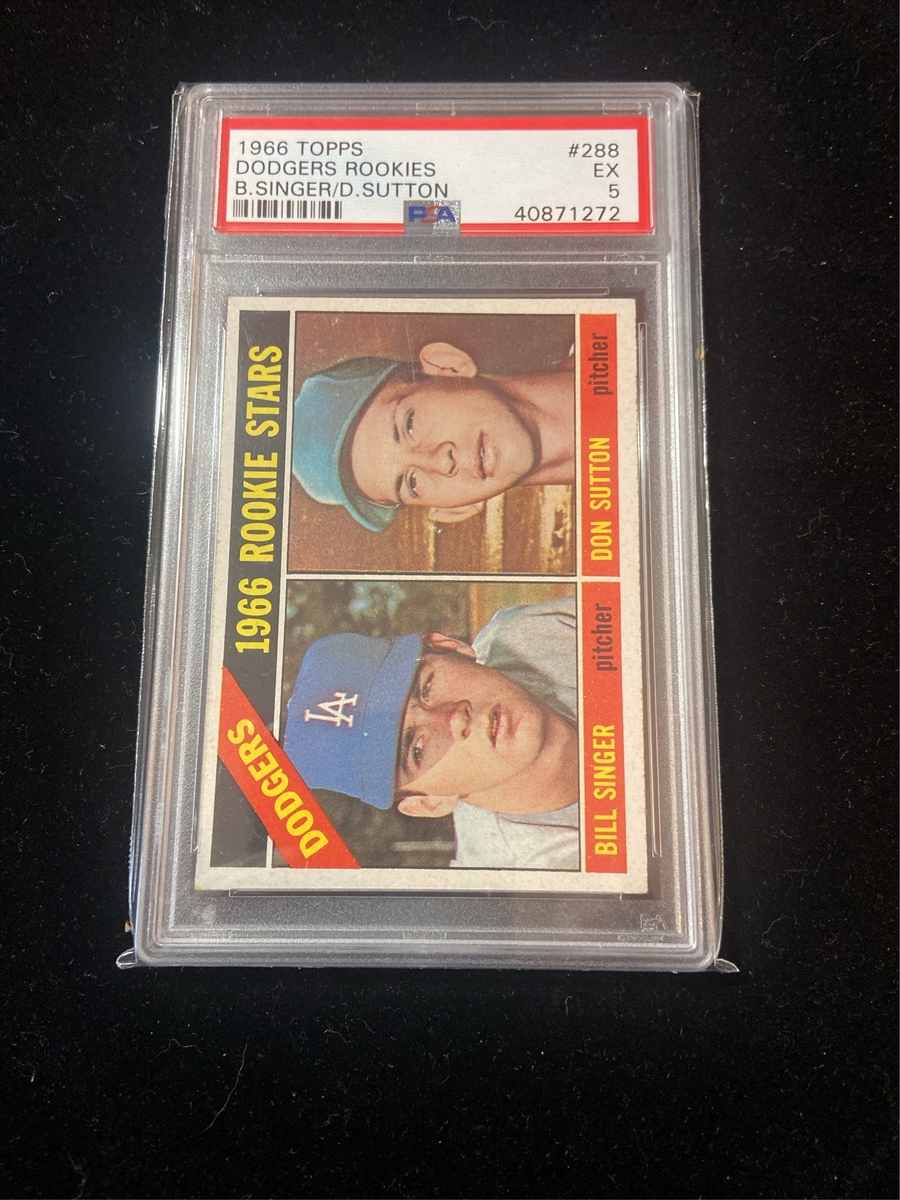 1966 TOPPS #288
DODGERS ROOKIES EX
B.SINGER/D.SUTTON 5
PSA 40871272
1966 ROOKIE STARS
DODGERS
LA
BILL SINGER pitcher
DON SUTTON pitcher